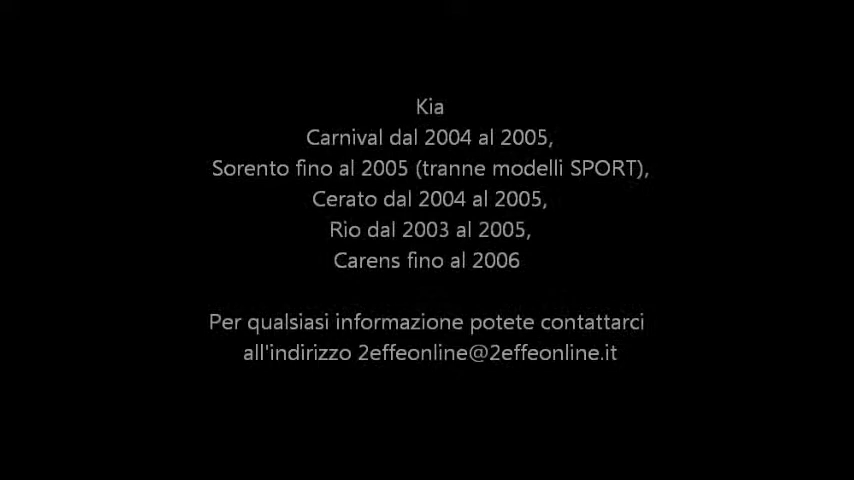 Kia
Carnival dal 2004 al 2005,
Sorento fino al 2005 (tranne modelli SPORT),
Cerato dal 2004 al 2005,
Rio dal 2003 al 2005,
Carens fino al 2006
Per qualsiasi informazione potete contattarci
all'indirizzo 2effeonline@2effeonline.it